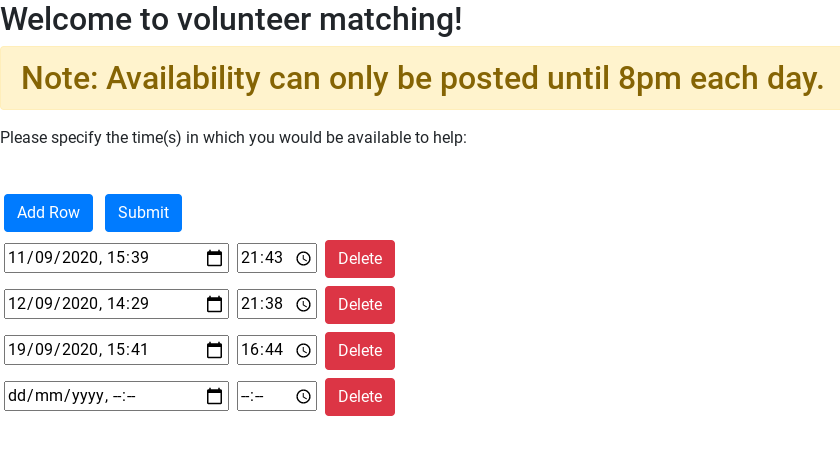 Welcome to volunteer matching!
Note: Availability can only be posted until 8pm each day.
Please specify the time(s) in which you would be available to help:
Add Row Submit
11/09/2020, 15:39 21:43 Delete
12/09/2020, 14:29 21:38 Delete
19/09/2020, 15:41 16:44 Delete
dd/mm/yyyy, --:-- --:-- Delete